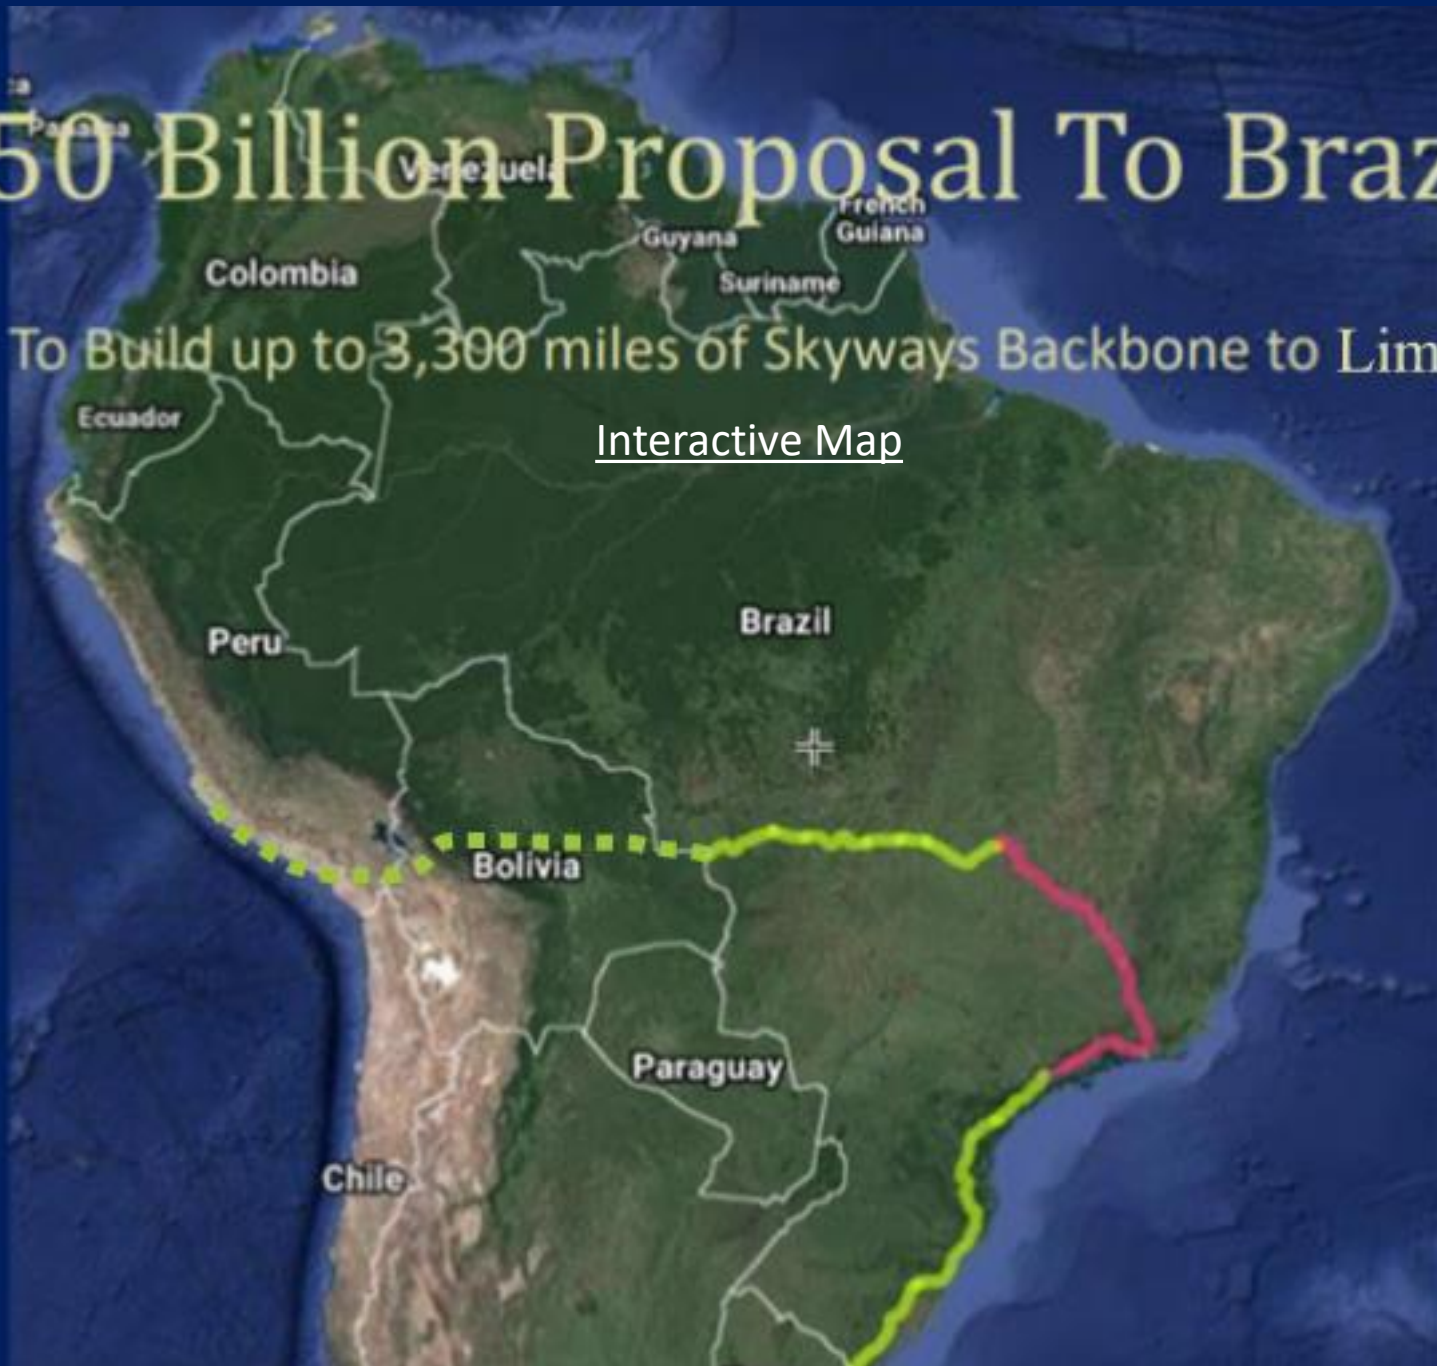 50 Billion Proposal To Braz
Panama
Venezuela
French
Guiana
Guyana
Colombia
Suriname
To Build up to 3,300 miles of Skyways Backbone to Lim
Ecuador
Interactive Map
Brazil
Peru
Bolivia
Paraguay
Chile